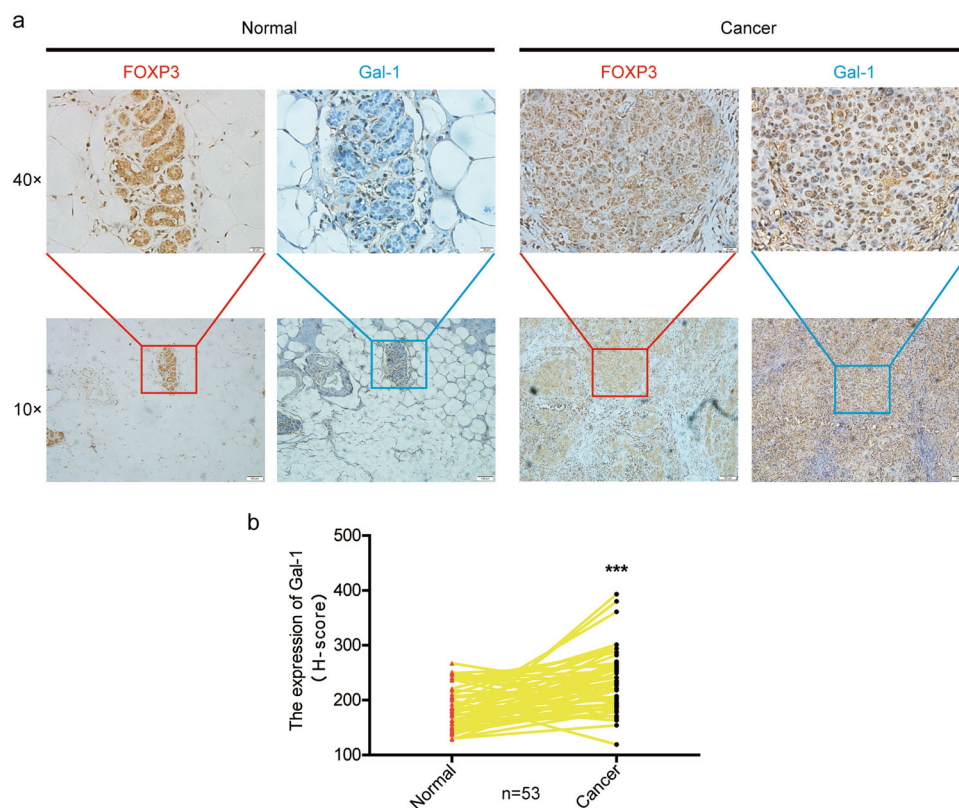 a
Normal
Cancer
FOXP3
Gal-1
FOXP3
Gal-1
40×
10×
b
The expression of Gal-1
( H-score)
500
400
300
200
100
***
Normal
n=53
Cancer